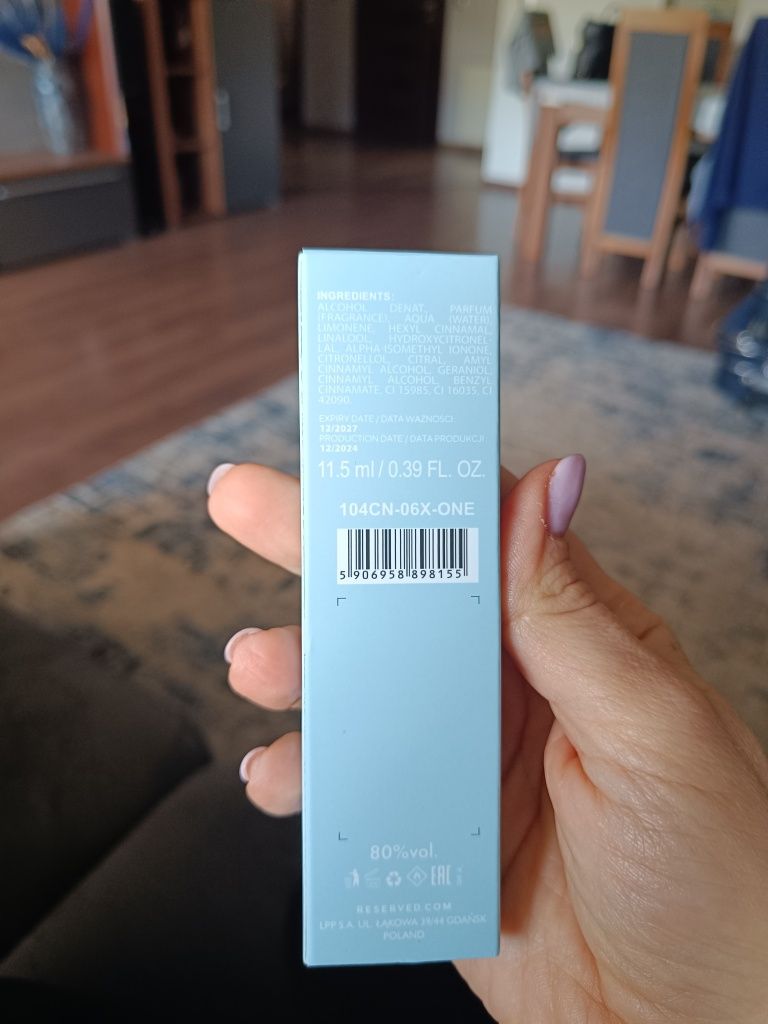 INGREDIENTS:
ALCOHOL DENAT., PARFUM
(FRAGRANCE), AQUA (WATER),
LIMONENE, HEXYL CINNAMAL,
LINALOOL, HYDROXYCITRONEL-
LAL, ALPHA-ISOMETHYL IONONE,
CITRONELLOL, CITRAL, AMYL
CINNAMYL ALCOHOL, GERANIOL,
CINNAMYL ALCOHOL, BENZYL
CINNAMATE, CI 15985, CI 16035, CI
42090.
EXPIRY DATE / DATA WAŻNOŚCI:
12/2027
PRODUCTION DATE / DATA PRODUKCJI
12/2024
11.5 ml / 0.39 FL. OZ.
104CN-06X-ONE
5 906958 898155
80%vol.
EAC
RESERVED.COM
LPP S.A. UL. ŁĄKOWA 39/44 GDAŃSK
POLAND